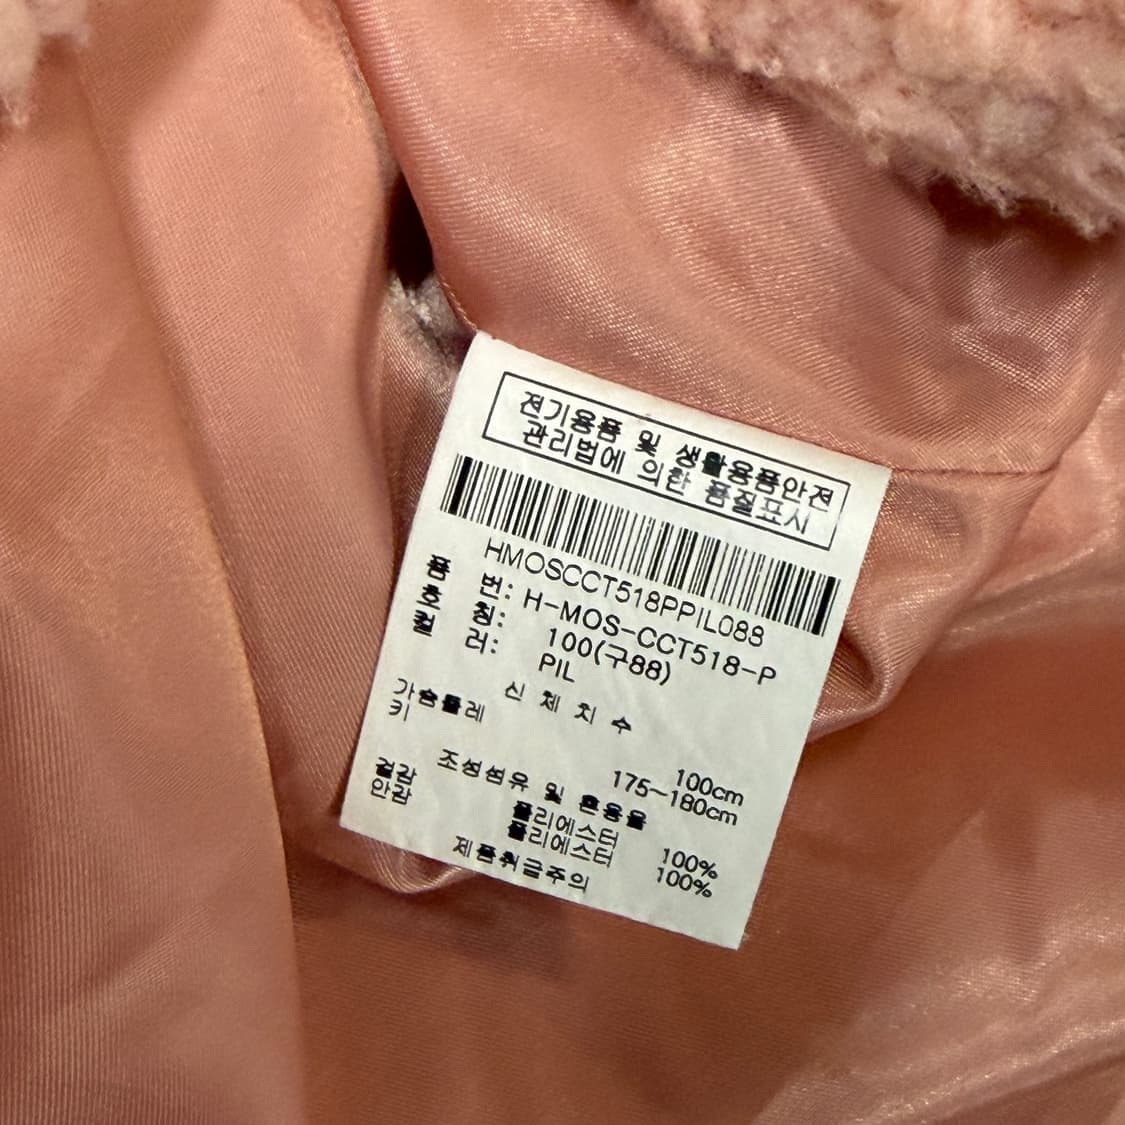 전기용품 및 생활용품안전
관리법에 의한 품질표시
HMOSCCT518PPIL088
품 번: H-MOS-CCT518-P
호 칭: 100(구88)
컬 러: PIL
신 체 치 수
가슴둘레 100cm
키 175~180cm
조성섬유 및 혼용율
겉감 폴리에스터 100%
안감 폴리에스터 100%
제품취급주의